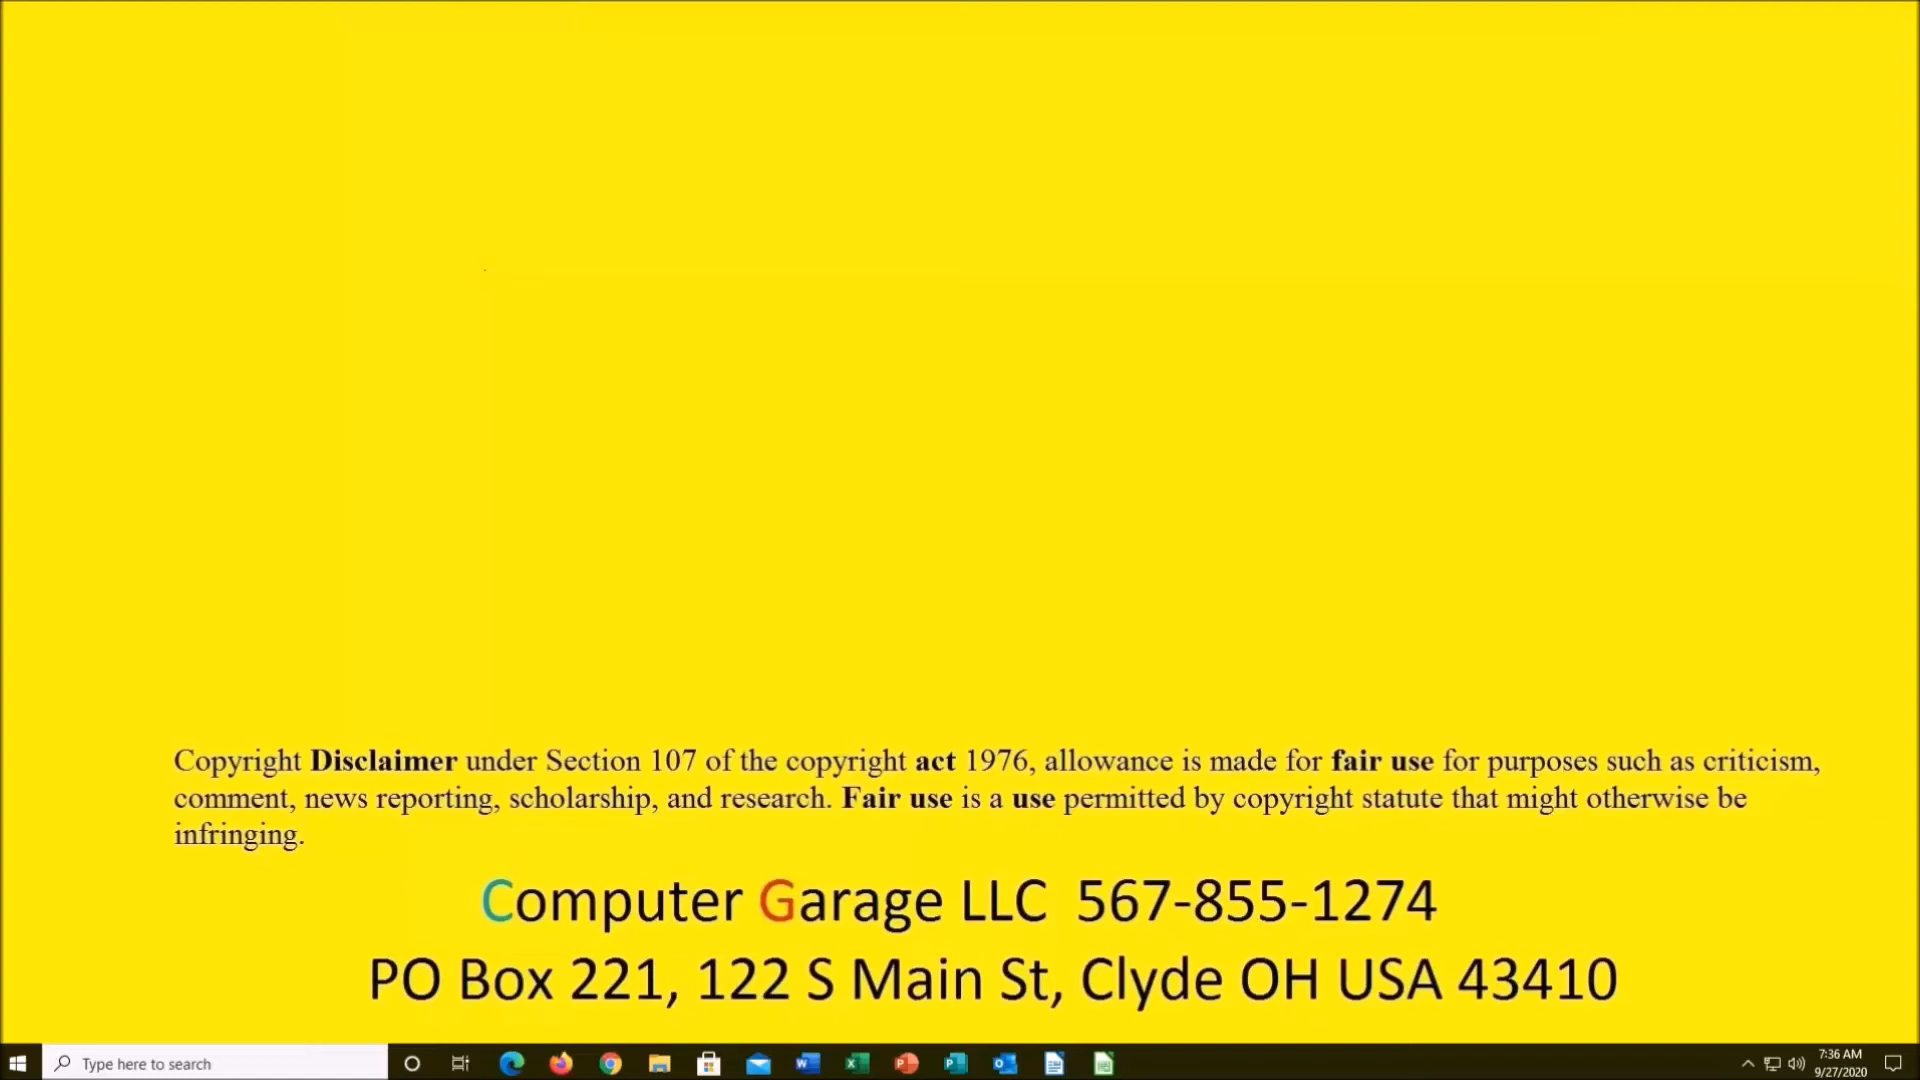 Copyright Disclaimer under Section 107 of the copyright act 1976, allowance is made for fair use for purposes such as criticism,
comment, news reporting, scholarship, and research. Fair use is a use permitted by copyright statute that might otherwise be
infringing.
Computer Garage LLC 567-855-1274
PO Box 221, 122 S Main St, Clyde OH USA 43410
Type here to search
7:36 AM
9/27/2020